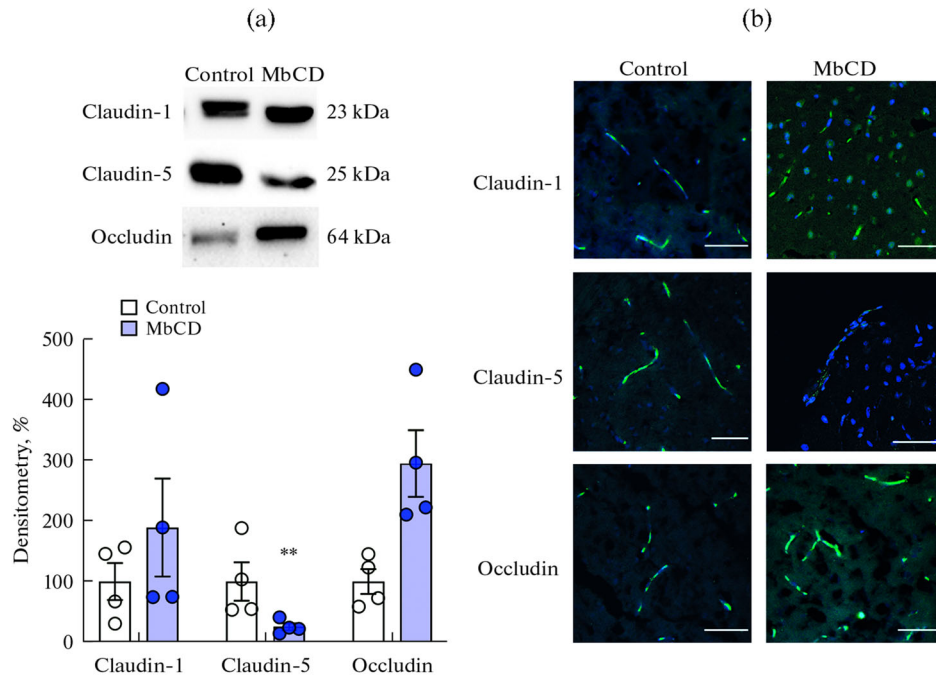 (a)
Control MbCD
Claudin-1 23 kDa
Claudin-5 25 kDa
Occludin 64 kDa
Control
MbCD
Densitometry, %
500
400
300
200
100
0
**
Claudin-1 Claudin-5 Occludin
(b)
Control MbCD
Claudin-1
Claudin-5
Occludin